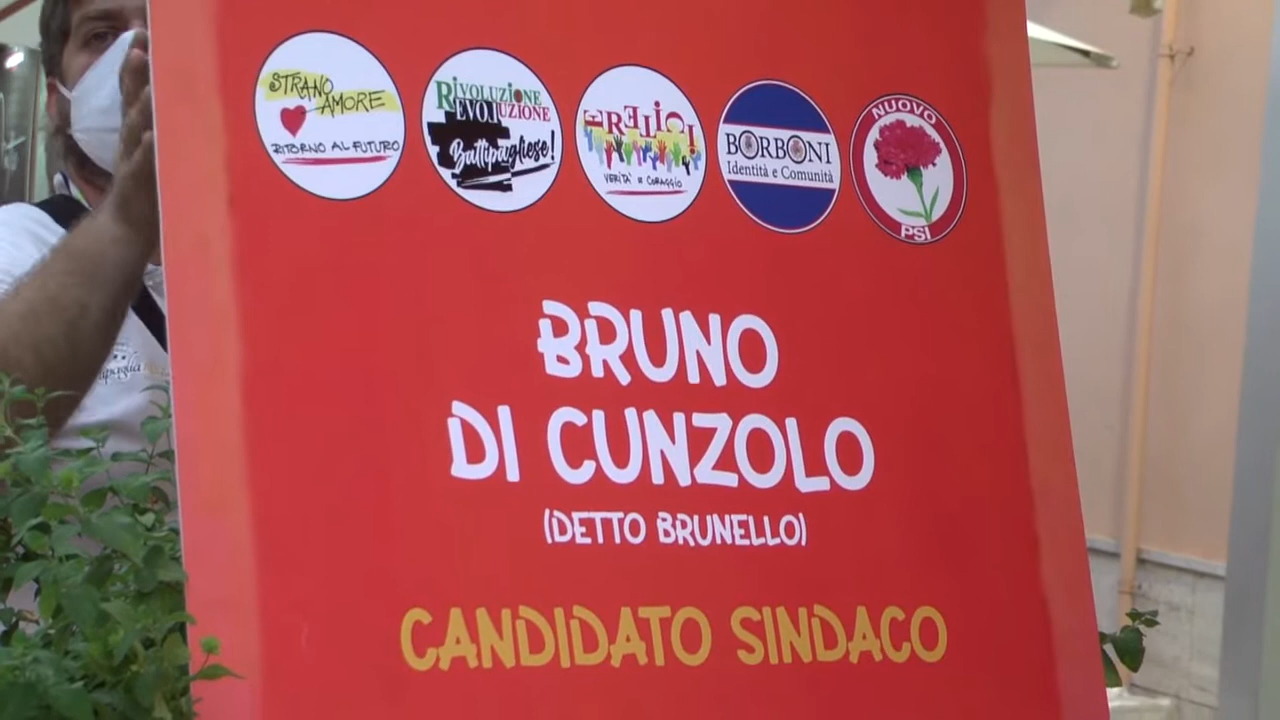 STRANO
AMORE
RITORNO AL FUTURO
RIVOLUZIONE
EVOLUZIONE
Battipagliese!
ERETICI
VERITA' E CORAGGIO
BORBONI
Identità e Comunità
NUOVO
PSI
BRUNO
DI CUNZOLO
(DETTO BRUNELLO)
CANDIDATO SINDACO